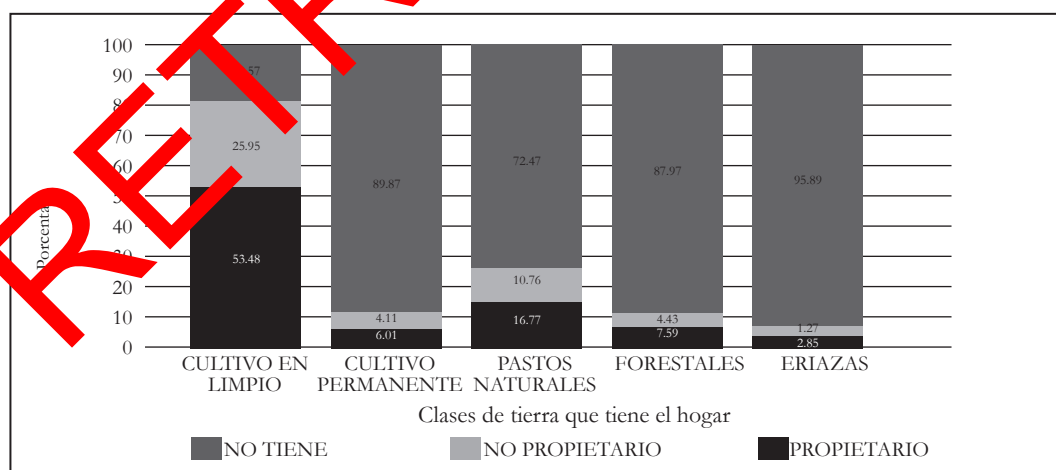 100
90
70
60
40
20
10
0
Porcenta
25.95
53.48
89.87
4.11
6.01
72.47
10.76
16.77
87.97
4.43
7.59
95.89
1.27
2.85
CULTIVO EN LIMPIO
CULTIVO PERMANENTE
PASTOS NATURALES
FORESTALES
ERIAZAS
Clases de tierra que tiene el hogar
NO TIENE
NO PROPIETARIO
PROPIETARIO